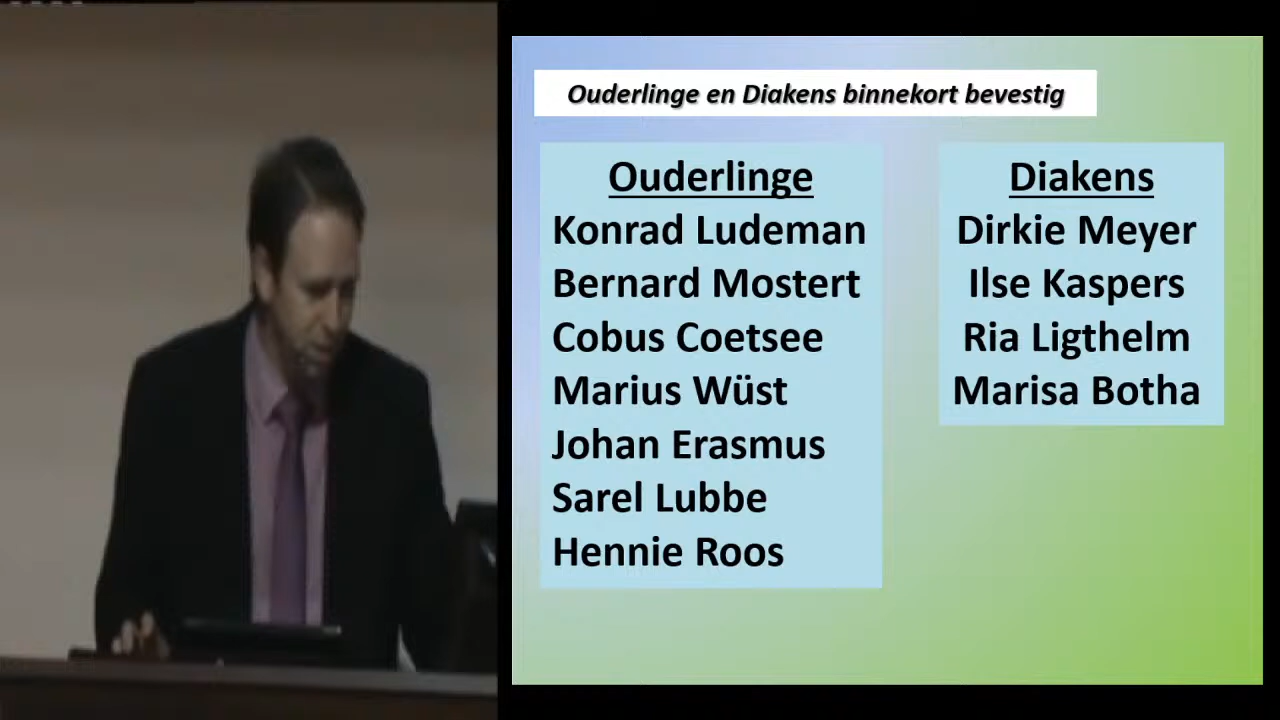 Ouderlinge en Diakens binnekort bevestig
Ouderlinge
Konrad Ludeman
Bernard Mostert
Cobus Coetsee
Marius Wüst
Johan Erasmus
Sarel Lubbe
Hennie Roos
Diakens
Dirkie Meyer
Ilse Kaspers
Ria Ligthelm
Marisa Botha